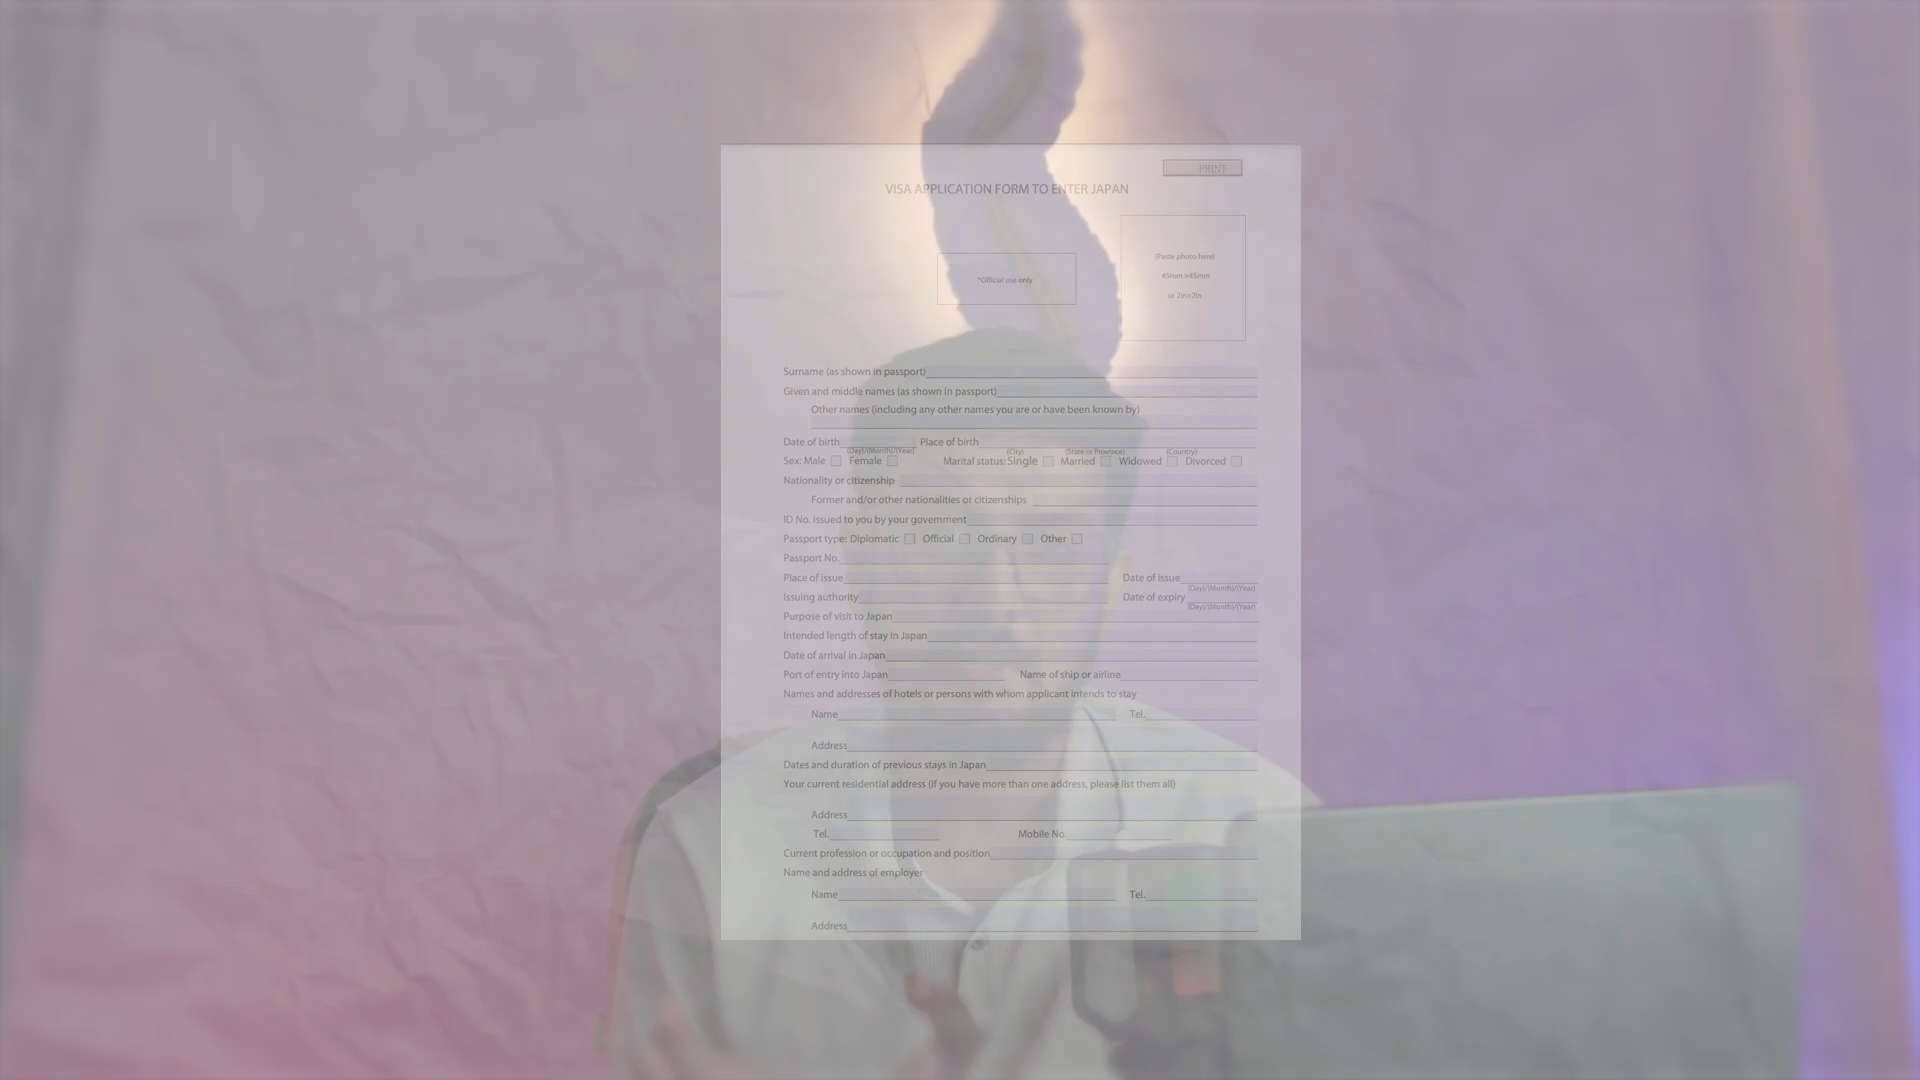 PRINT
VISA APPLICATION FORM TO ENTER JAPAN
(Paste photo here)
45mm x45mm
or 2inx2in
*Official use only
Surname (as shown in passport)
Given and middle names (as shown in passport)
Other names (including any other names you are or have been known by)
Date of birth Place of birth
(Day)/(Month)/(Year) (City) (State or Province) (Country)
Sex: Male Female Marital status: Single Married Widowed Divorced
Nationality or citizenship
Former and/or other nationalities or citizenships
ID No. issued to you by your government
Passport type: Diplomatic Official Ordinary Other
Passport No.
Place of issue Date of issue
(Day)/(Month)/(Year)
Issuing authority Date of expiry
(Day)/(Month)/(Year)
Purpose of visit to Japan
Intended length of stay in Japan
Date of arrival in Japan
Port of entry into Japan Name of ship or airline
Names and addresses of hotels or persons with whom applicant intends to stay
Name Tel.
Address
Dates and duration of previous stays in Japan
Your current residential address (if you have more than one address, please list them all)
Address
Tel. Mobile No.
Current profession or occupation and position
Name and address of employer
Name Tel.
Address